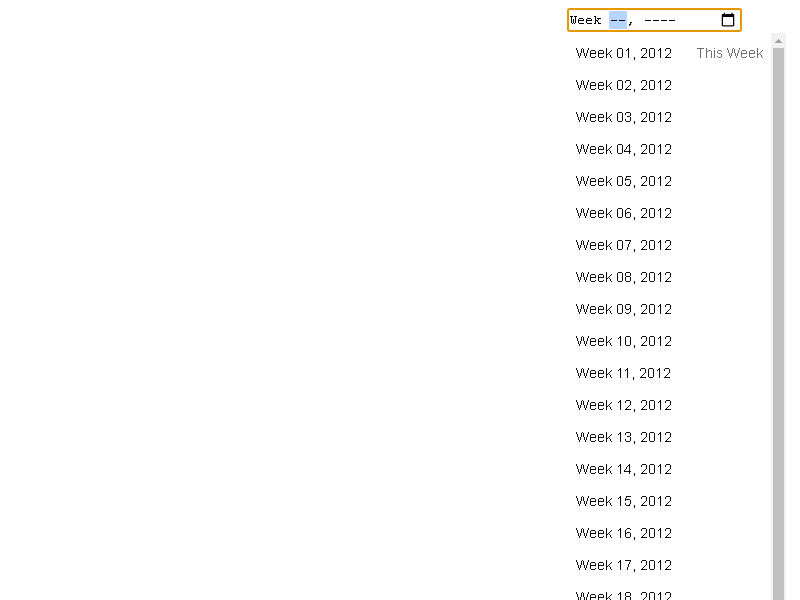 Week --, ----
Week 01, 2012 This Week
Week 02, 2012
Week 03, 2012
Week 04, 2012
Week 05, 2012
Week 06, 2012
Week 07, 2012
Week 08, 2012
Week 09, 2012
Week 10, 2012
Week 11, 2012
Week 12, 2012
Week 13, 2012
Week 14, 2012
Week 15, 2012
Week 16, 2012
Week 17, 2012
Week 18, 2012